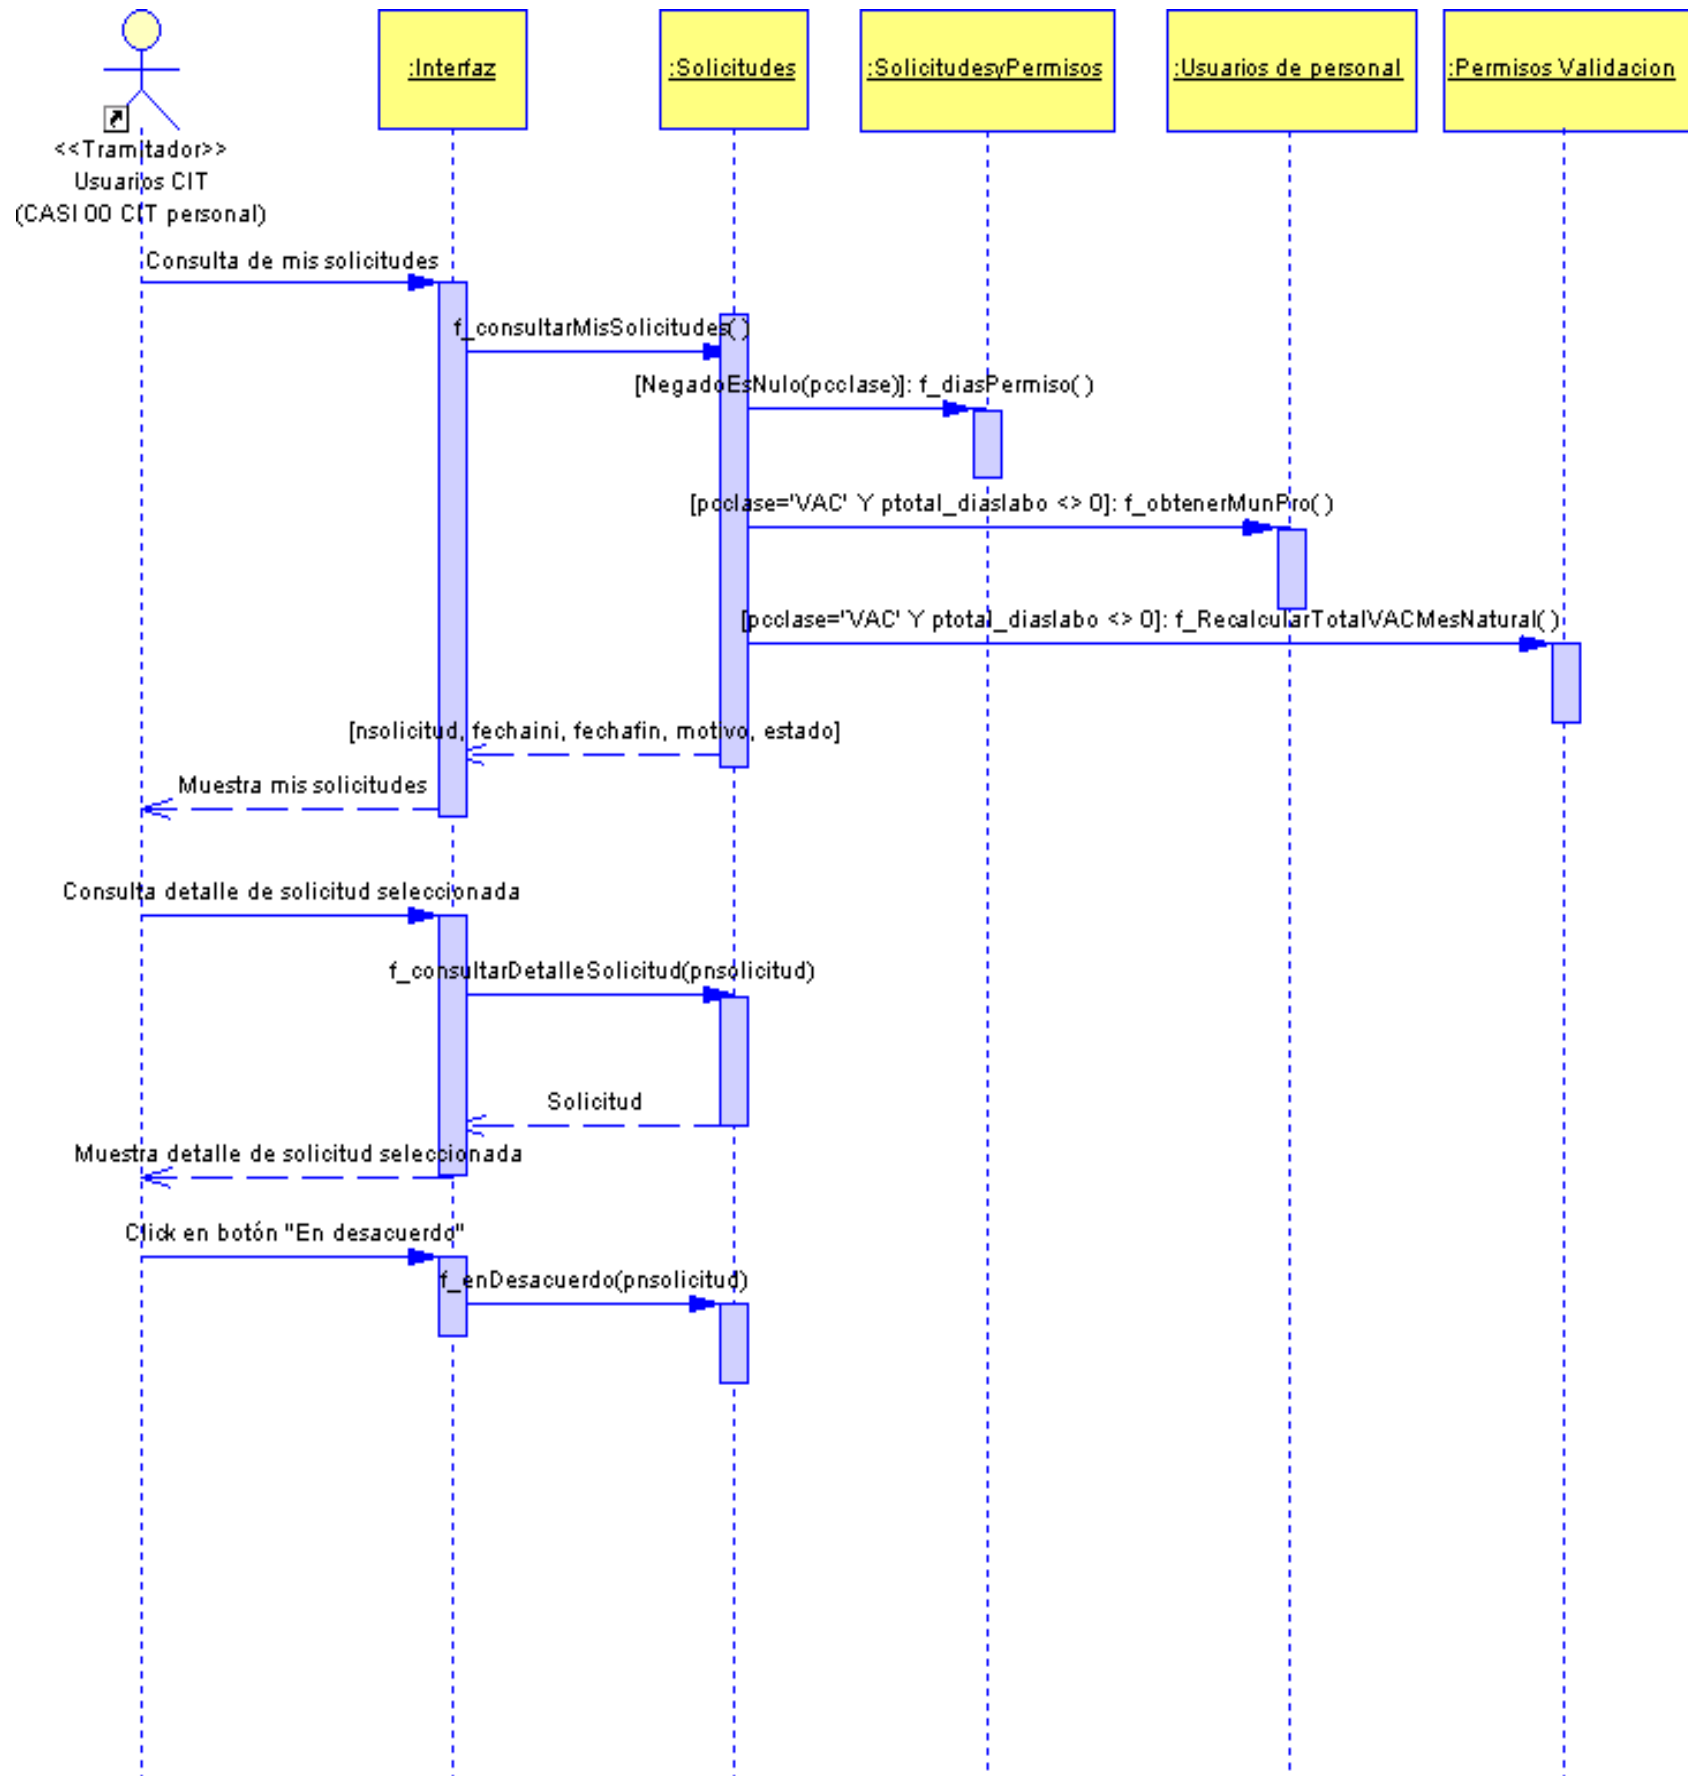 :Interfaz
:Solicitudes
:SolicitudesyPermisos
:Usuarios de personal
:Permisos Validacion
<<Tramitador>>
Usuarios CIT
(CASI 00 CIT personal)
Consulta de mis solicitudes
f_consultarMisSolicitudes( )
[NegadoEsNulo(pcclase)]: f_diasPermiso( )
[pcclase='VAC' Y ptotal_diaslabo <> 0]: f_obtenerMunPro( )
[pcclase='VAC' Y ptotal_diaslabo <> 0]: f_RecalcularTotalVACMesNatural( )
[nsolicitud, fechaini, fechafin, motivo, estado]
Muestra mis solicitudes
Consulta detalle de solicitud seleccionada
f_consultarDetalleSolicitud(pnsolicitud)
Solicitud
Muestra detalle de solicitud seleccionada
Click en botón "En desacuerdo"
f_enDesacuerdo(pnsolicitud)